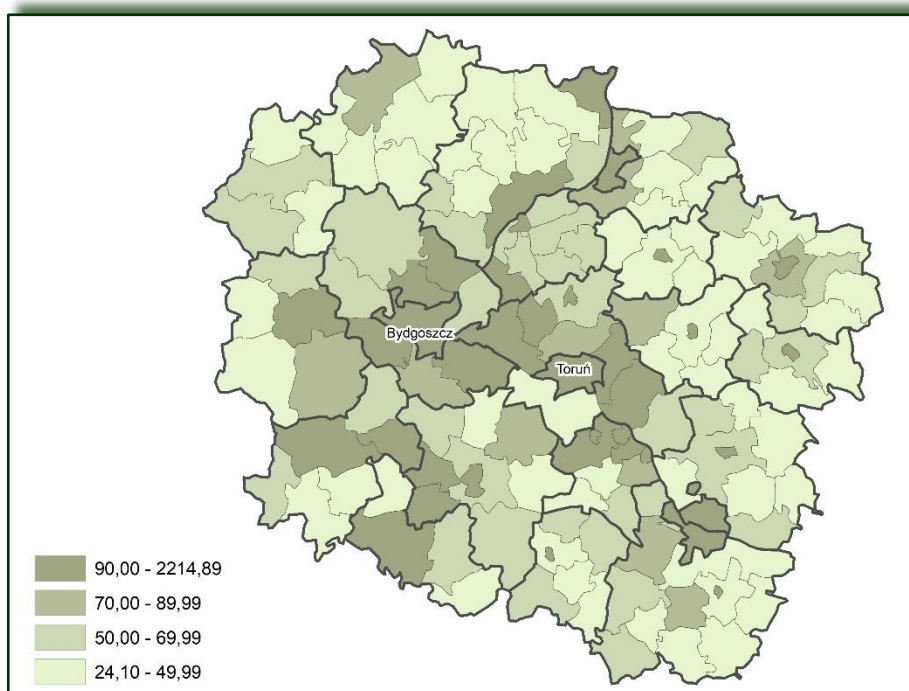 Bydgoszcz
Toruń
90,00 - 2214,89
70,00 - 89,99
50,00 - 69,99
24,10 - 49,99